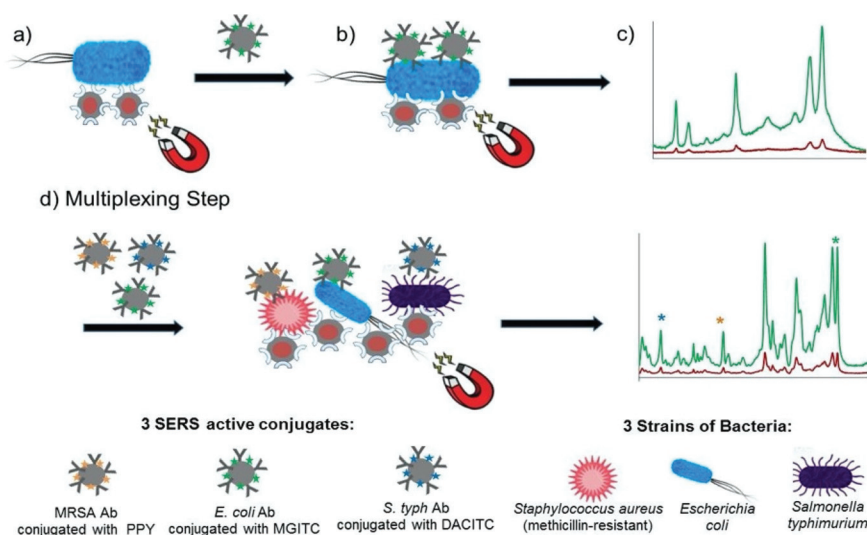 a)
b)
c)
d) Multiplexing Step
* * *
3 SERS active conjugates:
3 Strains of Bacteria:
MRSA Ab
conjugated with PPY
E. coli Ab
conjugated with MGITC
S. typh Ab
conjugated with DACITC
Staphylococcus aureus
(methicillin-resistant)
Escherichia
coli
Salmonella
typhimurium